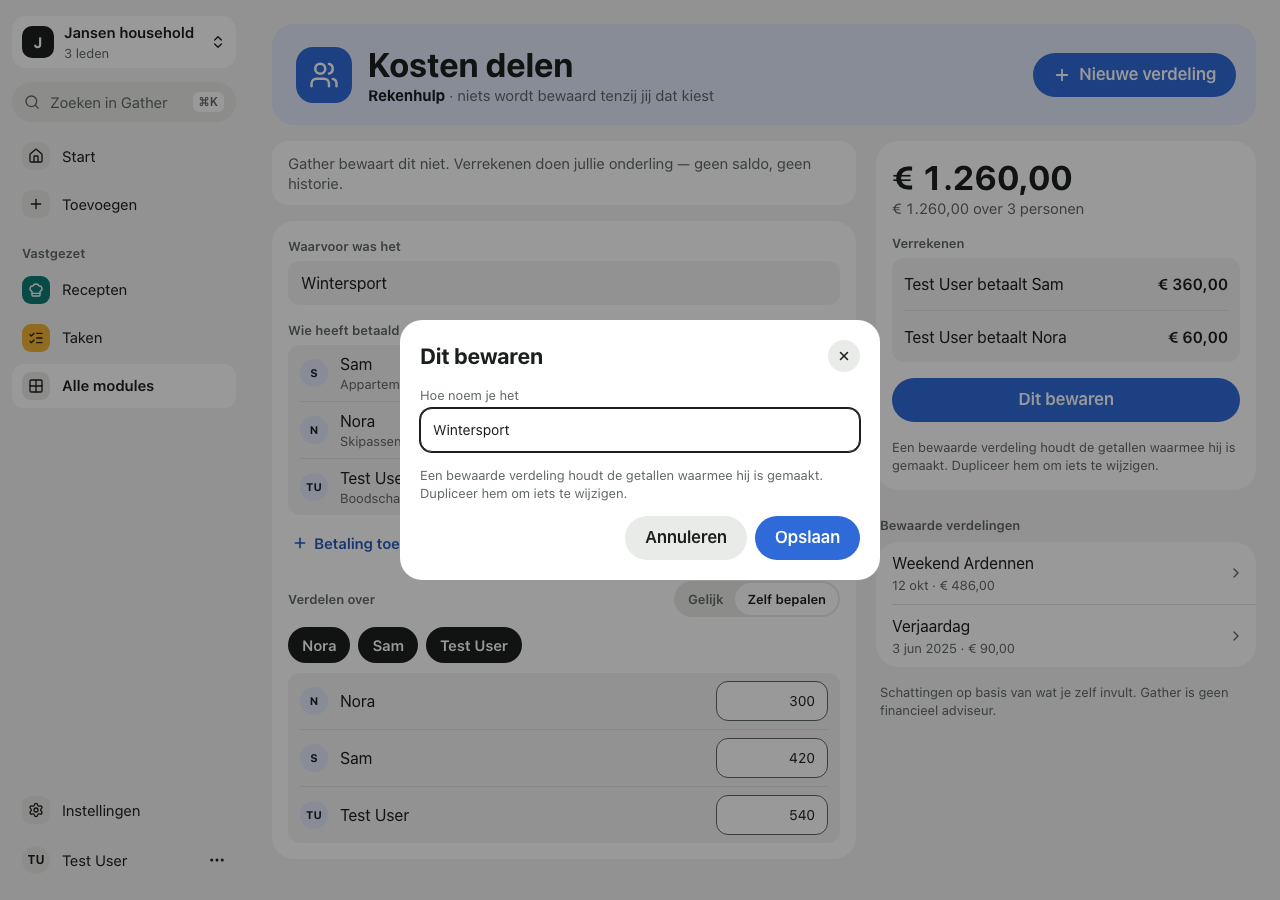 J
Jansen household
3 leden
Zoeken in Gather
⌘K
Start
Toevoegen
Vastgezet
Recepten
Taken
Alle modules
Instellingen
TU
Test User
Kosten delen
Rekenhulp · niets wordt bewaard tenzij jij dat kiest
Nieuwe verdeling
Gather bewaart dit niet. Verrekenen doen jullie onderling — geen saldo, geen
historie.
Waarvoor was het
Wintersport
Wie heeft betaald
S
Sam
Appartem
N
Nora
Skipassen
TU
Test Use
Boodscha
Betaling toe
Verdelen over
Gelijk
Zelf bepalen
Nora
Sam
Test User
N
Nora
300
S
Sam
420
TU
Test User
540
Dit bewaren
Hoe noem je het
Wintersport
Een bewaarde verdeling houdt de getallen waarmee hij is gemaakt.
Dupliceer hem om iets te wijzigen.
Annuleren
Opslaan
€ 1.260,00
€ 1.260,00 over 3 personen
Verrekenen
Test User betaalt Sam
€ 360,00
Test User betaalt Nora
€ 60,00
Dit bewaren
Een bewaarde verdeling houdt de getallen waarmee hij is
gemaakt. Dupliceer hem om iets te wijzigen.
Bewaarde verdelingen
Weekend Ardennen
12 okt · € 486,00
Verjaardag
3 jun 2025 · € 90,00
Schattingen op basis van wat je zelf invult. Gather is geen
financieel adviseur.